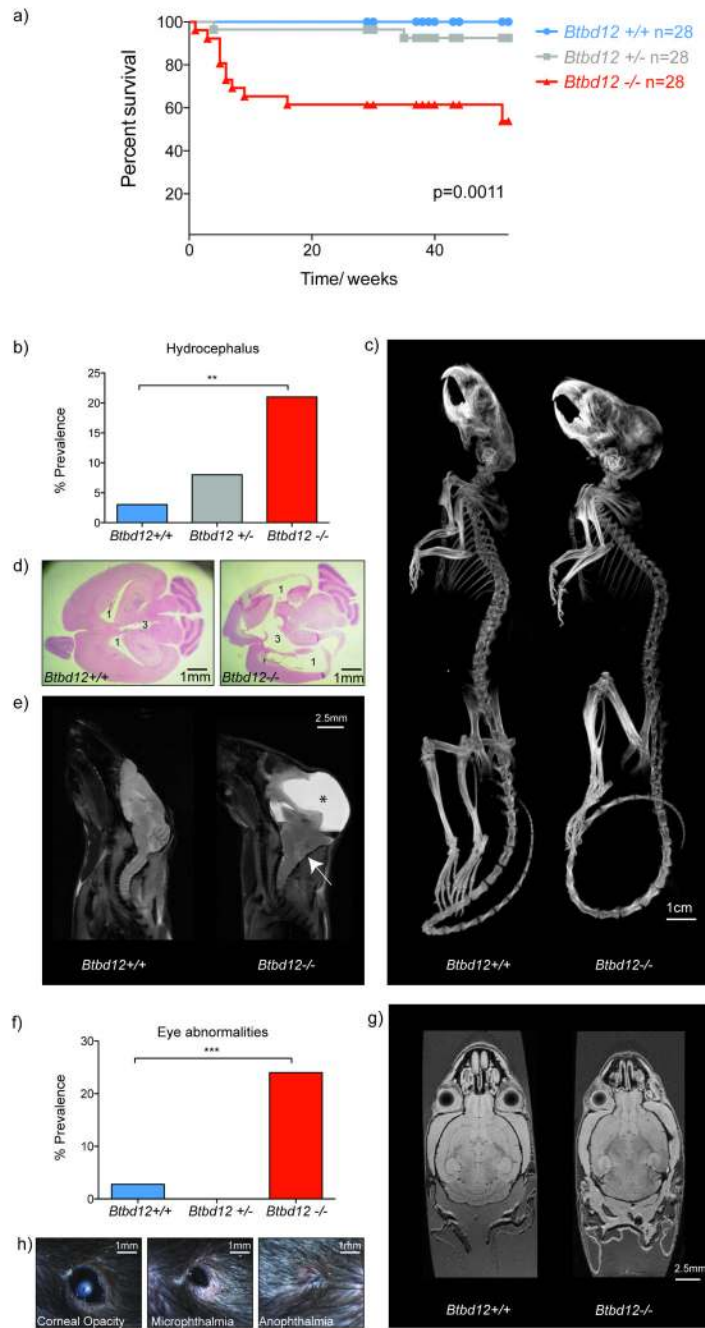 a)
100
80
60
40
20
0
20
40
Percent survival
Time/ weeks
p=0.0011
Btbd12 +/+ n=28
Btbd12 +/- n=28
Btbd12 -/- n=28
b)
Hydrocephalus
**
25
20
15
10
5
0
% Prevalence
Btbd12+/+
Btbd12 +/-
Btbd12 -/-
c)
1cm
Btbd12+/+
Btbd12-/-
d)
1
3
1
Btbd12+/+
1mm
1
3
1
Btbd12-/-
1mm
e)
2.5mm
*
Btbd12+/+
Btbd12-/-
f)
Eye abnormalities
***
30
20
10
0
% Prevalence
Btbd12+/+
Btbd12 +/-
Btbd12 -/-
g)
2.5mm
Btbd12+/+
Btbd12-/-
h)
1mm
Corneal Opacity
1mm
Microphthalmia
1mm
Anophthalmia